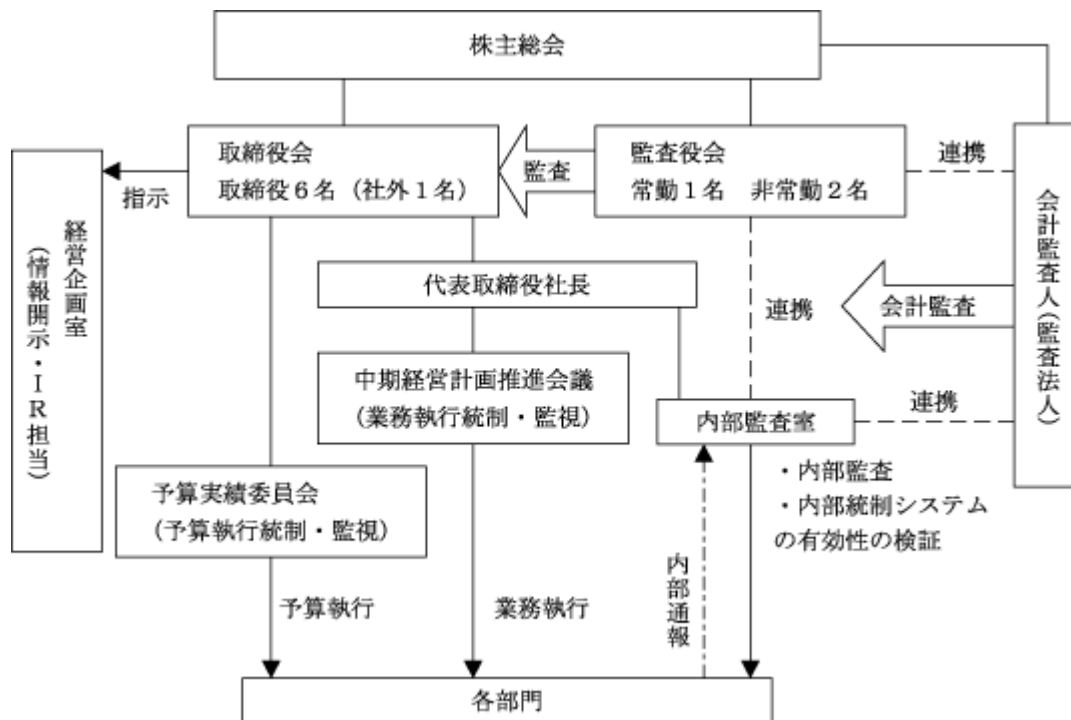 株主総会
取締役会
取締役6名(社外1名)
監査
監査役会
常勤1名 非常勤2名
連携
会計監査人(監査法人)
指示
経営企画室
(情報開示・IR担当)
代表取締役社長
連携
会計監査
中期経営計画推進会議
(業務執行統制・監視)
内部監査室
連携
・内部監査
・内部統制システム
の有効性の検証
予算実績委員会
(予算執行統制・監視)
予算執行
業務執行
内部通報
各部門